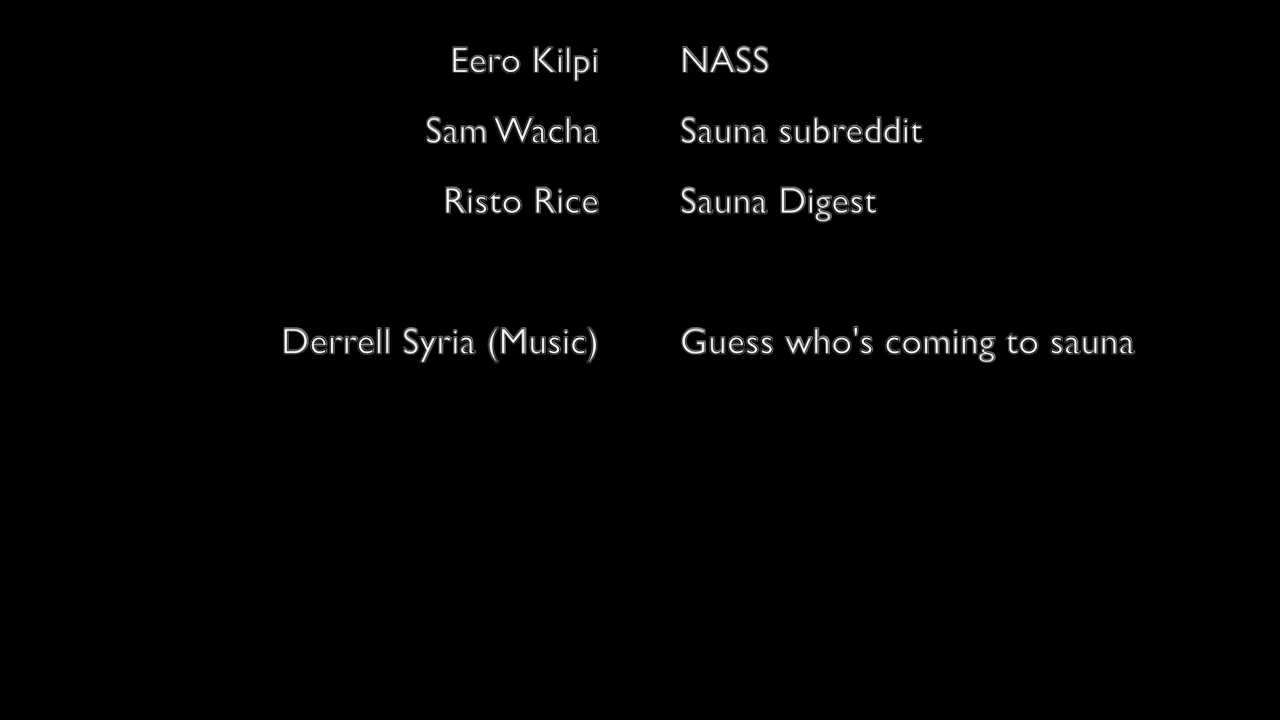 Eero Kilpi NASS
Sam Wacha Sauna subreddit
Risto Rice Sauna Digest
Derrell Syria (Music) Guess who's coming to sauna